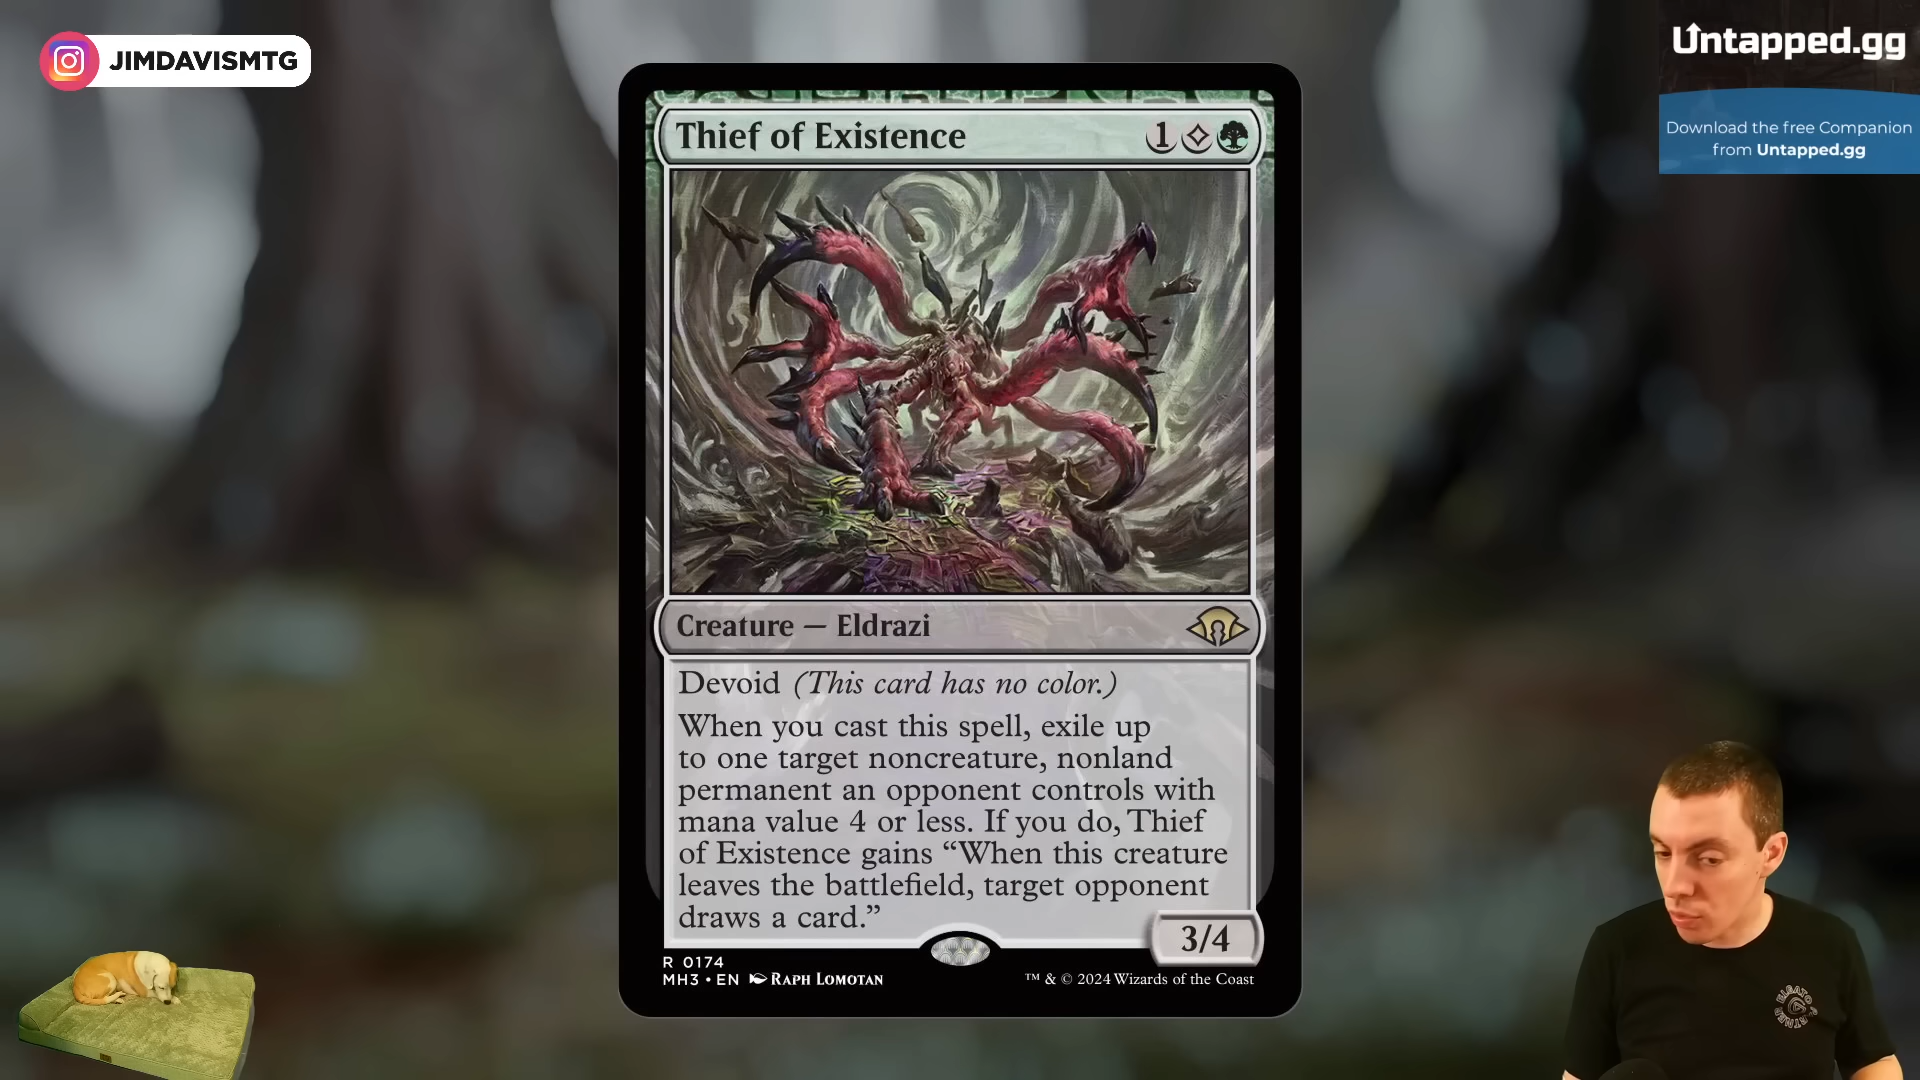 JIMDAVISMTG
Untapped.gg
Download the free Companion
from Untapped.gg
Thief of Existence
1
Creature — Eldrazi
Devoid (This card has no color.)
When you cast this spell, exile up
to one target noncreature, nonland
permanent an opponent controls with
mana value 4 or less. If you do, Thief
of Existence gains “When this creature
leaves the battlefield, target opponent
draws a card.”
3/4
R 0174
MH3 • EN RAPH LOMOTAN
™ & © 2024 Wizards of the Coast
ELGATO PARTNER